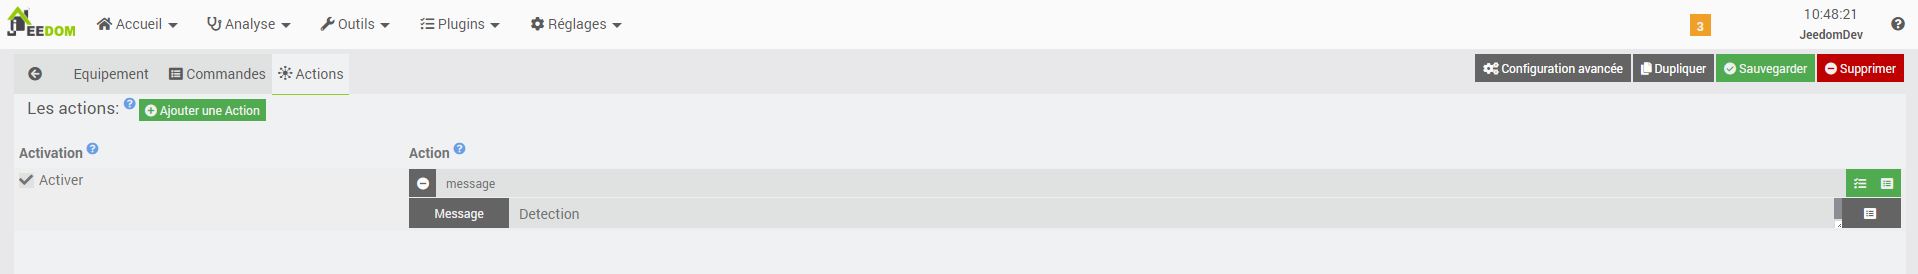 JEEDOM Accueil Analyse Outils Plugins Réglages 3 10:48:21
JeedomDev
Equipement Commandes Actions Configuration avancée Dupliquer Sauvegarder Supprimer
Les actions: Ajouter une Action
Activation Action
Activer message
Message Detection